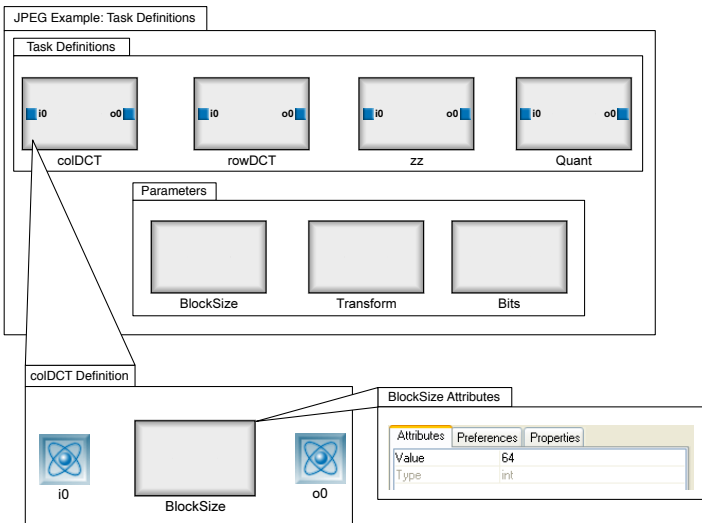 JPEG Example: Task Definitions
Task Definitions
i0 o0 i0 o0 i0 o0 i0 o0
colDCT rowDCT zz Quant
Parameters
BlockSize Transform Bits
colDCT Definition
BlockSize Attributes
Attributes Preferences Properties
Value 64
Type int
i0 BlockSize o0